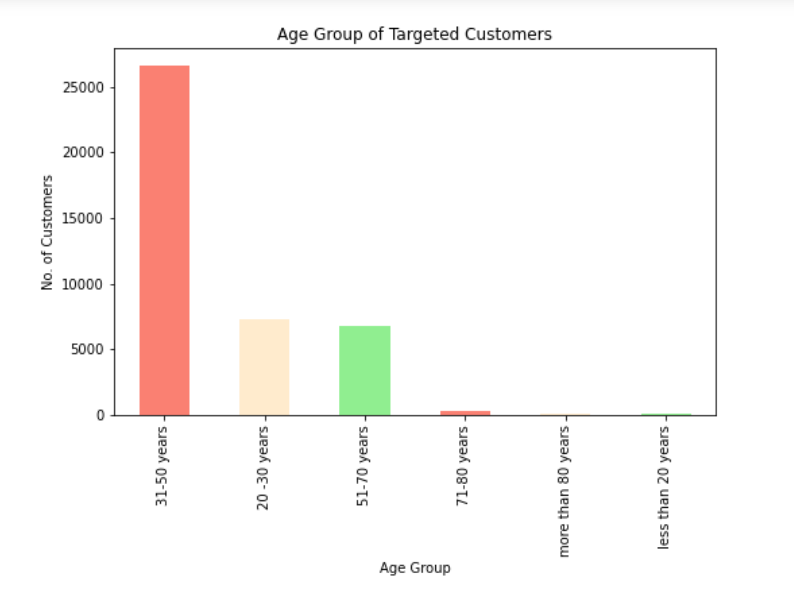 Age Group of Targeted Customers
No. of Customers
25000
20000
15000
10000
5000
0
31-50 years
20 -30 years
51-70 years
71-80 years
more than 80 years
less than 20 years
Age Group